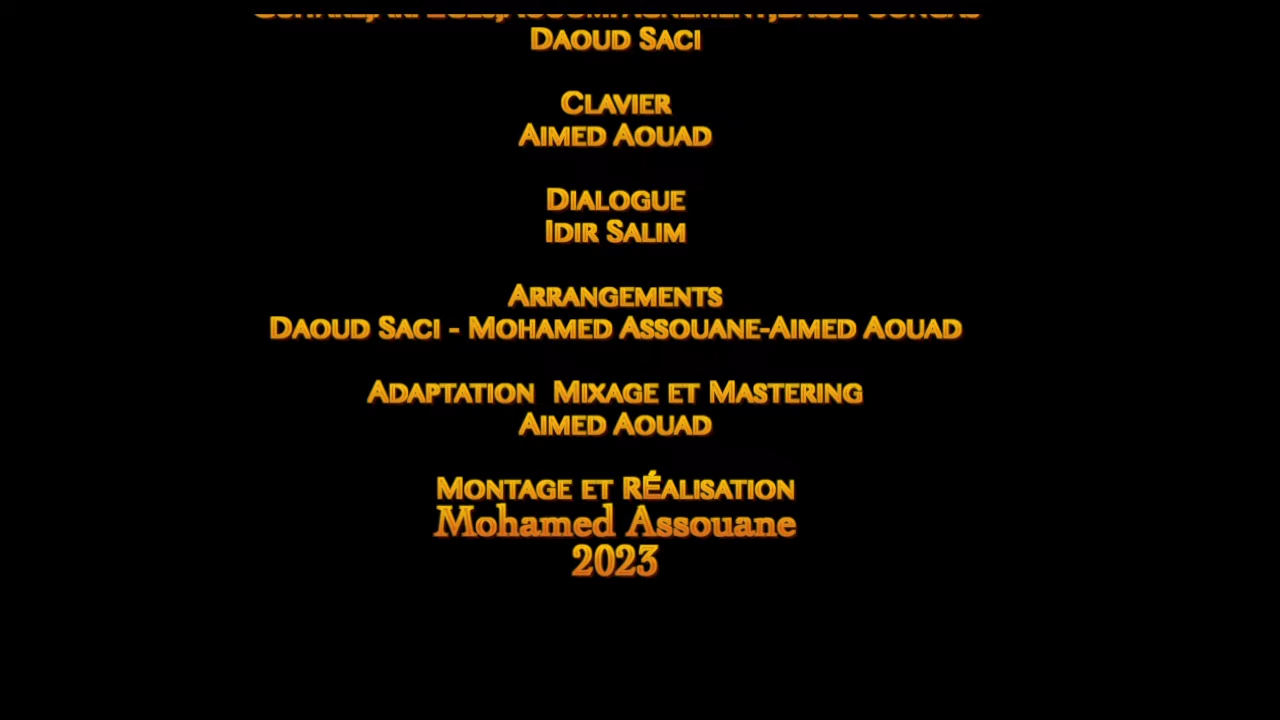 Daoud Saci
Clavier
Aimed Aouad
Dialogue
Idir Salim
Arrangements
Daoud Saci - Mohamed Assouane-Aimed Aouad
Adaptation  Mixage et Mastering
Aimed Aouad
Montage et RÉalisation
Mohamed Assouane
2023